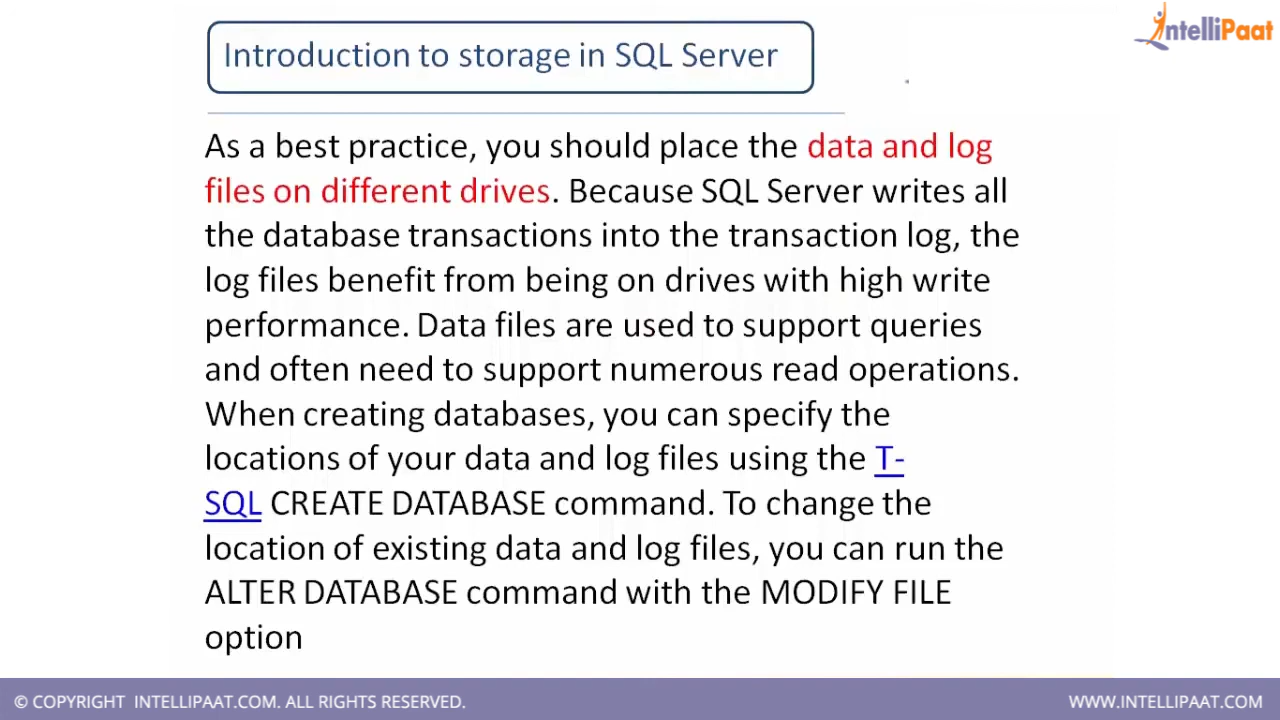 IntelliPaat
Introduction to storage in SQL Server
As a best practice, you should place the data and log
files on different drives. Because SQL Server writes all
the database transactions into the transaction log, the
log files benefit from being on drives with high write
performance. Data files are used to support queries
and often need to support numerous read operations.
When creating databases, you can specify the
locations of your data and log files using the T-
SQL CREATE DATABASE command. To change the
location of existing data and log files, you can run the
ALTER DATABASE command with the MODIFY FILE
option
© COPYRIGHT INTELLIPAAT.COM. ALL RIGHTS RESERVED.
WWW.INTELLIPAAT.COM